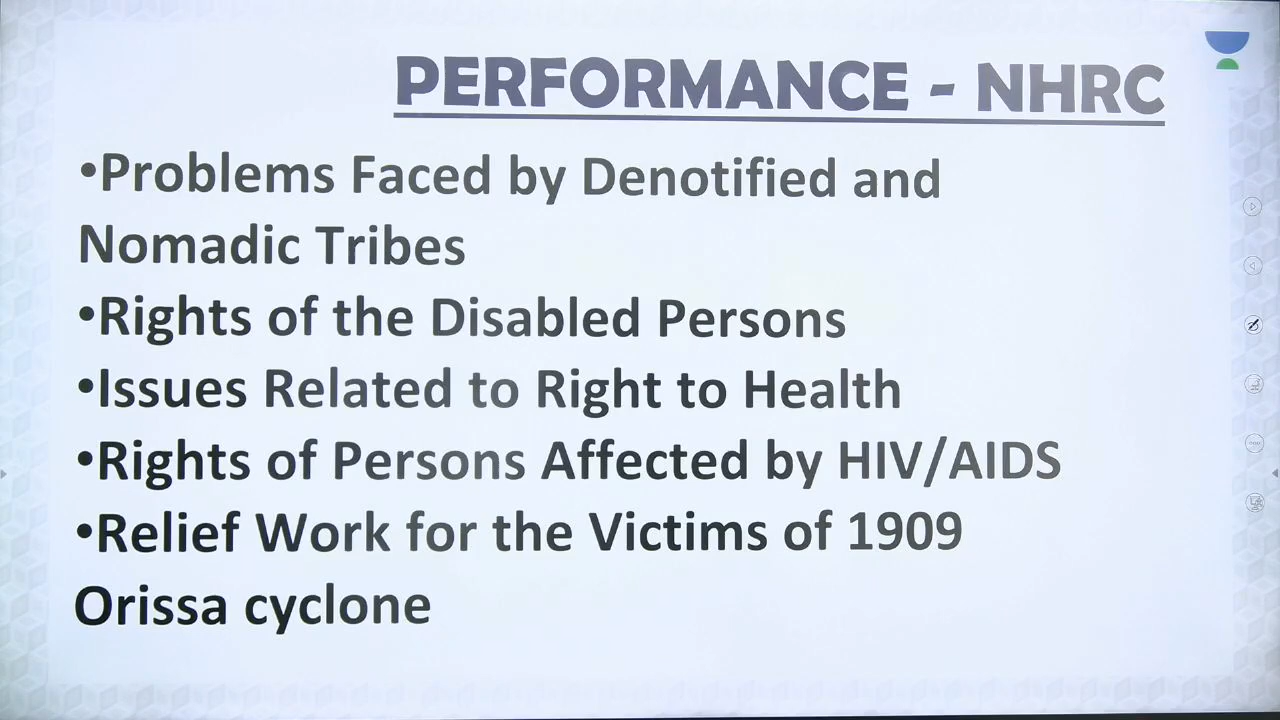 PERFORMANCE - NHRC
•Problems Faced by Denotified and
Nomadic Tribes
•Rights of the Disabled Persons
•Issues Related to Right to Health
•Rights of Persons Affected by HIV/AIDS
•Relief Work for the Victims of 1909
Orissa cyclone